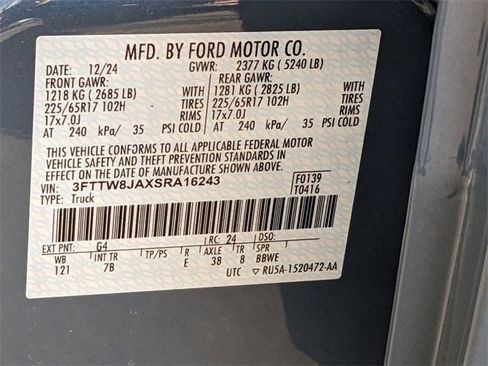 MFD. BY FORD MOTOR CO.
DATE: 12/24 GVWR: 2377 KG ( 5240 LB)
FRONT GAWR: REAR GAWR:
1218 KG ( 2685 LB) WITH 1281 KG ( 2825 LB) WITH
225/65R17 102H TIRES 225/65R17 102H TIRES
17x7.0J RIMS 17x7.0J RIMS
AT 240 kPa/ 35 PSI COLD AT 240 kPa/ 35 PSI COLD
THIS VEHICLE CONFORMS TO ALL APPLICABLE FEDERAL MOTOR
VEHICLE SAFETY AND THEFT PREVENTION STANDARDS IN
EFFECT ON THE DATE OF MANUFACTURE SHOWN ABOVE.
VIN: 3FTTW8JAXSRA16243 F0139
TYPE: Truck T0416
EXT PNT: G4 RC: 24 DSO:
WB INT TR TP/PS R AXLE TR SPR
121 7B E 38 8 BBWE
UTC ▽ RU5A-1520472-AA